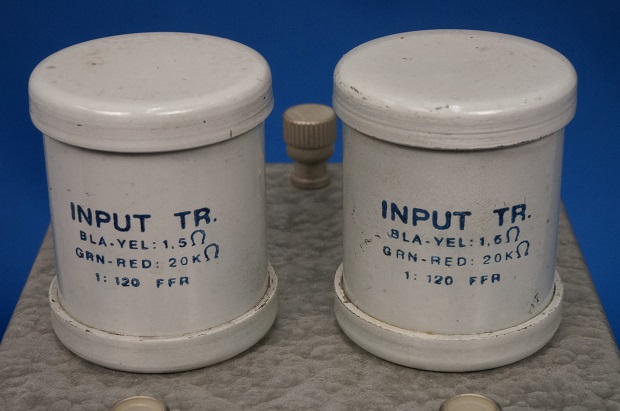 INPUT TR.
BLA-YEL: 1,5Ω
GRN-RED: 20KΩ
1: 120 FFR
INPUT TR.
BLA-YEL: 1,6Ω
GRN-RED: 20KΩ
1: 120 FFR